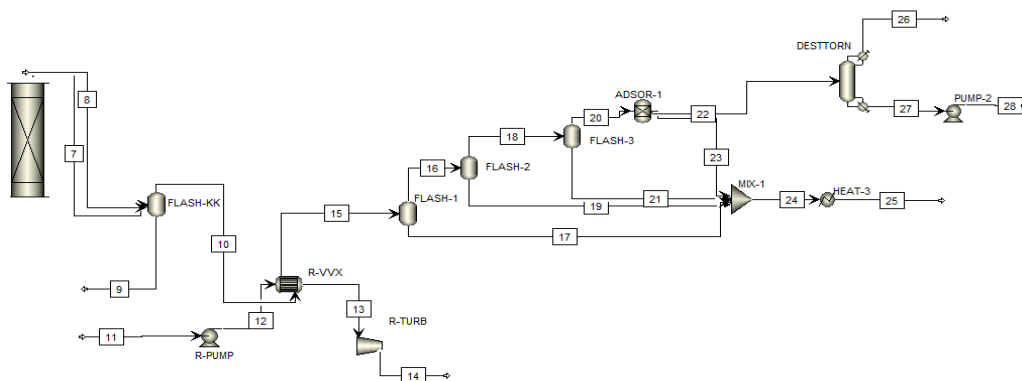 26
DESTTORN
8
ADSOR-1
20
22
27
PUMP-2
28
18
FLASH-3
7
16
FLASH-2
23
MIX-1
FLASH-KK
FLASH-1
21
HEAT-3
15
19
24
25
10
17
R-VVX
9
13
12
R-TURB
11
R-PUMP
14